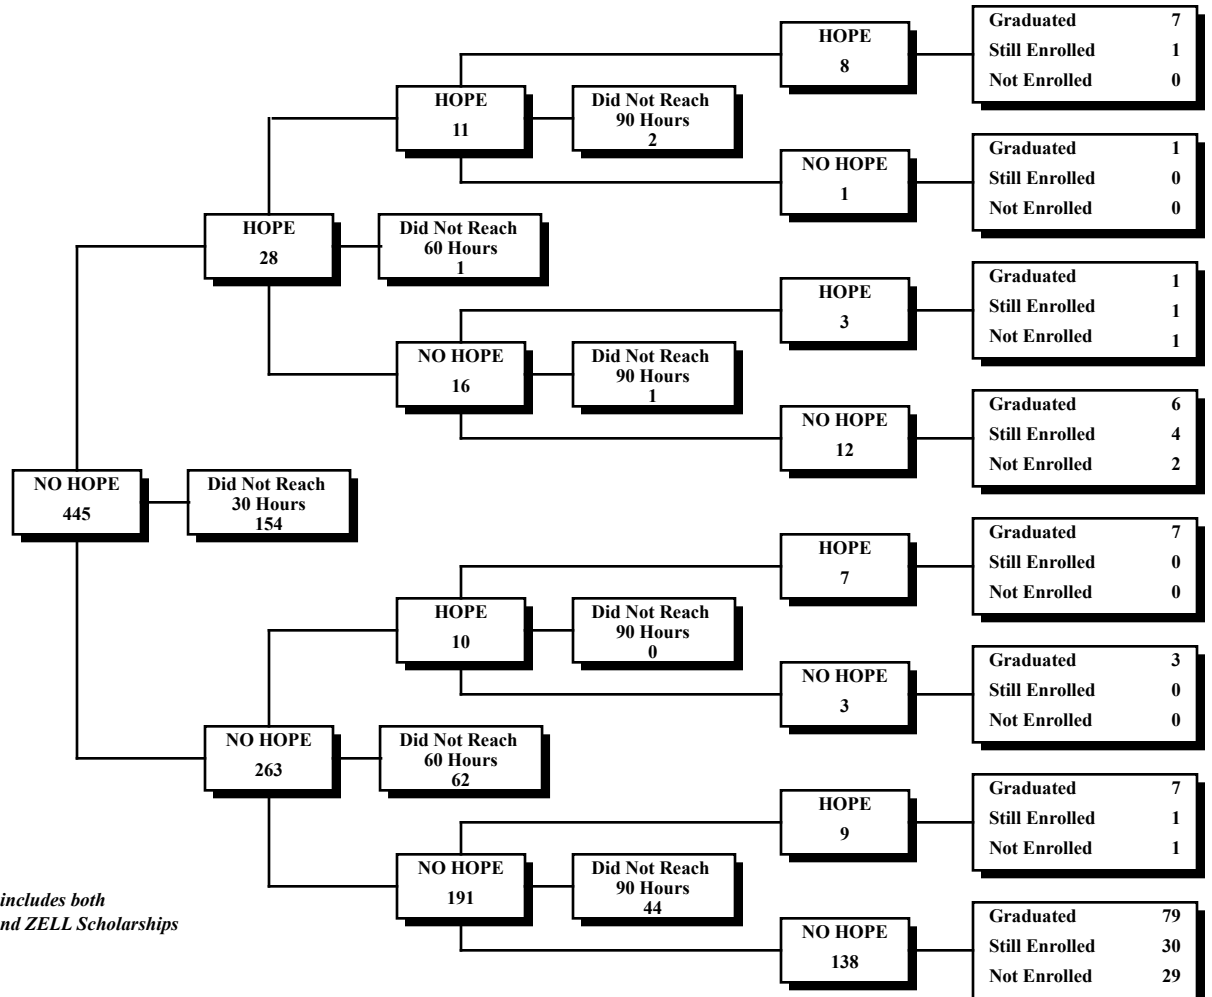 HOPE
8
Graduated 7
Still Enrolled 1
Not Enrolled 0
HOPE
11
Did Not Reach
90 Hours
2
NO HOPE
1
Graduated 1
Still Enrolled 0
Not Enrolled 0
HOPE
28
Did Not Reach
60 Hours
1
HOPE
3
Graduated 1
Still Enrolled 1
Not Enrolled 1
NO HOPE
16
Did Not Reach
90 Hours
1
NO HOPE
12
Graduated 6
Still Enrolled 4
Not Enrolled 2
NO HOPE
445
Did Not Reach
30 Hours
154
HOPE
7
Graduated 7
Still Enrolled 0
Not Enrolled 0
HOPE
10
Did Not Reach
90 Hours
0
NO HOPE
3
Graduated 3
Still Enrolled 0
Not Enrolled 0
NO HOPE
263
Did Not Reach
60 Hours
62
HOPE
9
Graduated 7
Still Enrolled 1
Not Enrolled 1
NO HOPE
191
Did Not Reach
90 Hours
44
NO HOPE
138
Graduated 79
Still Enrolled 30
Not Enrolled 29
includes both
nd ZELL Scholarships